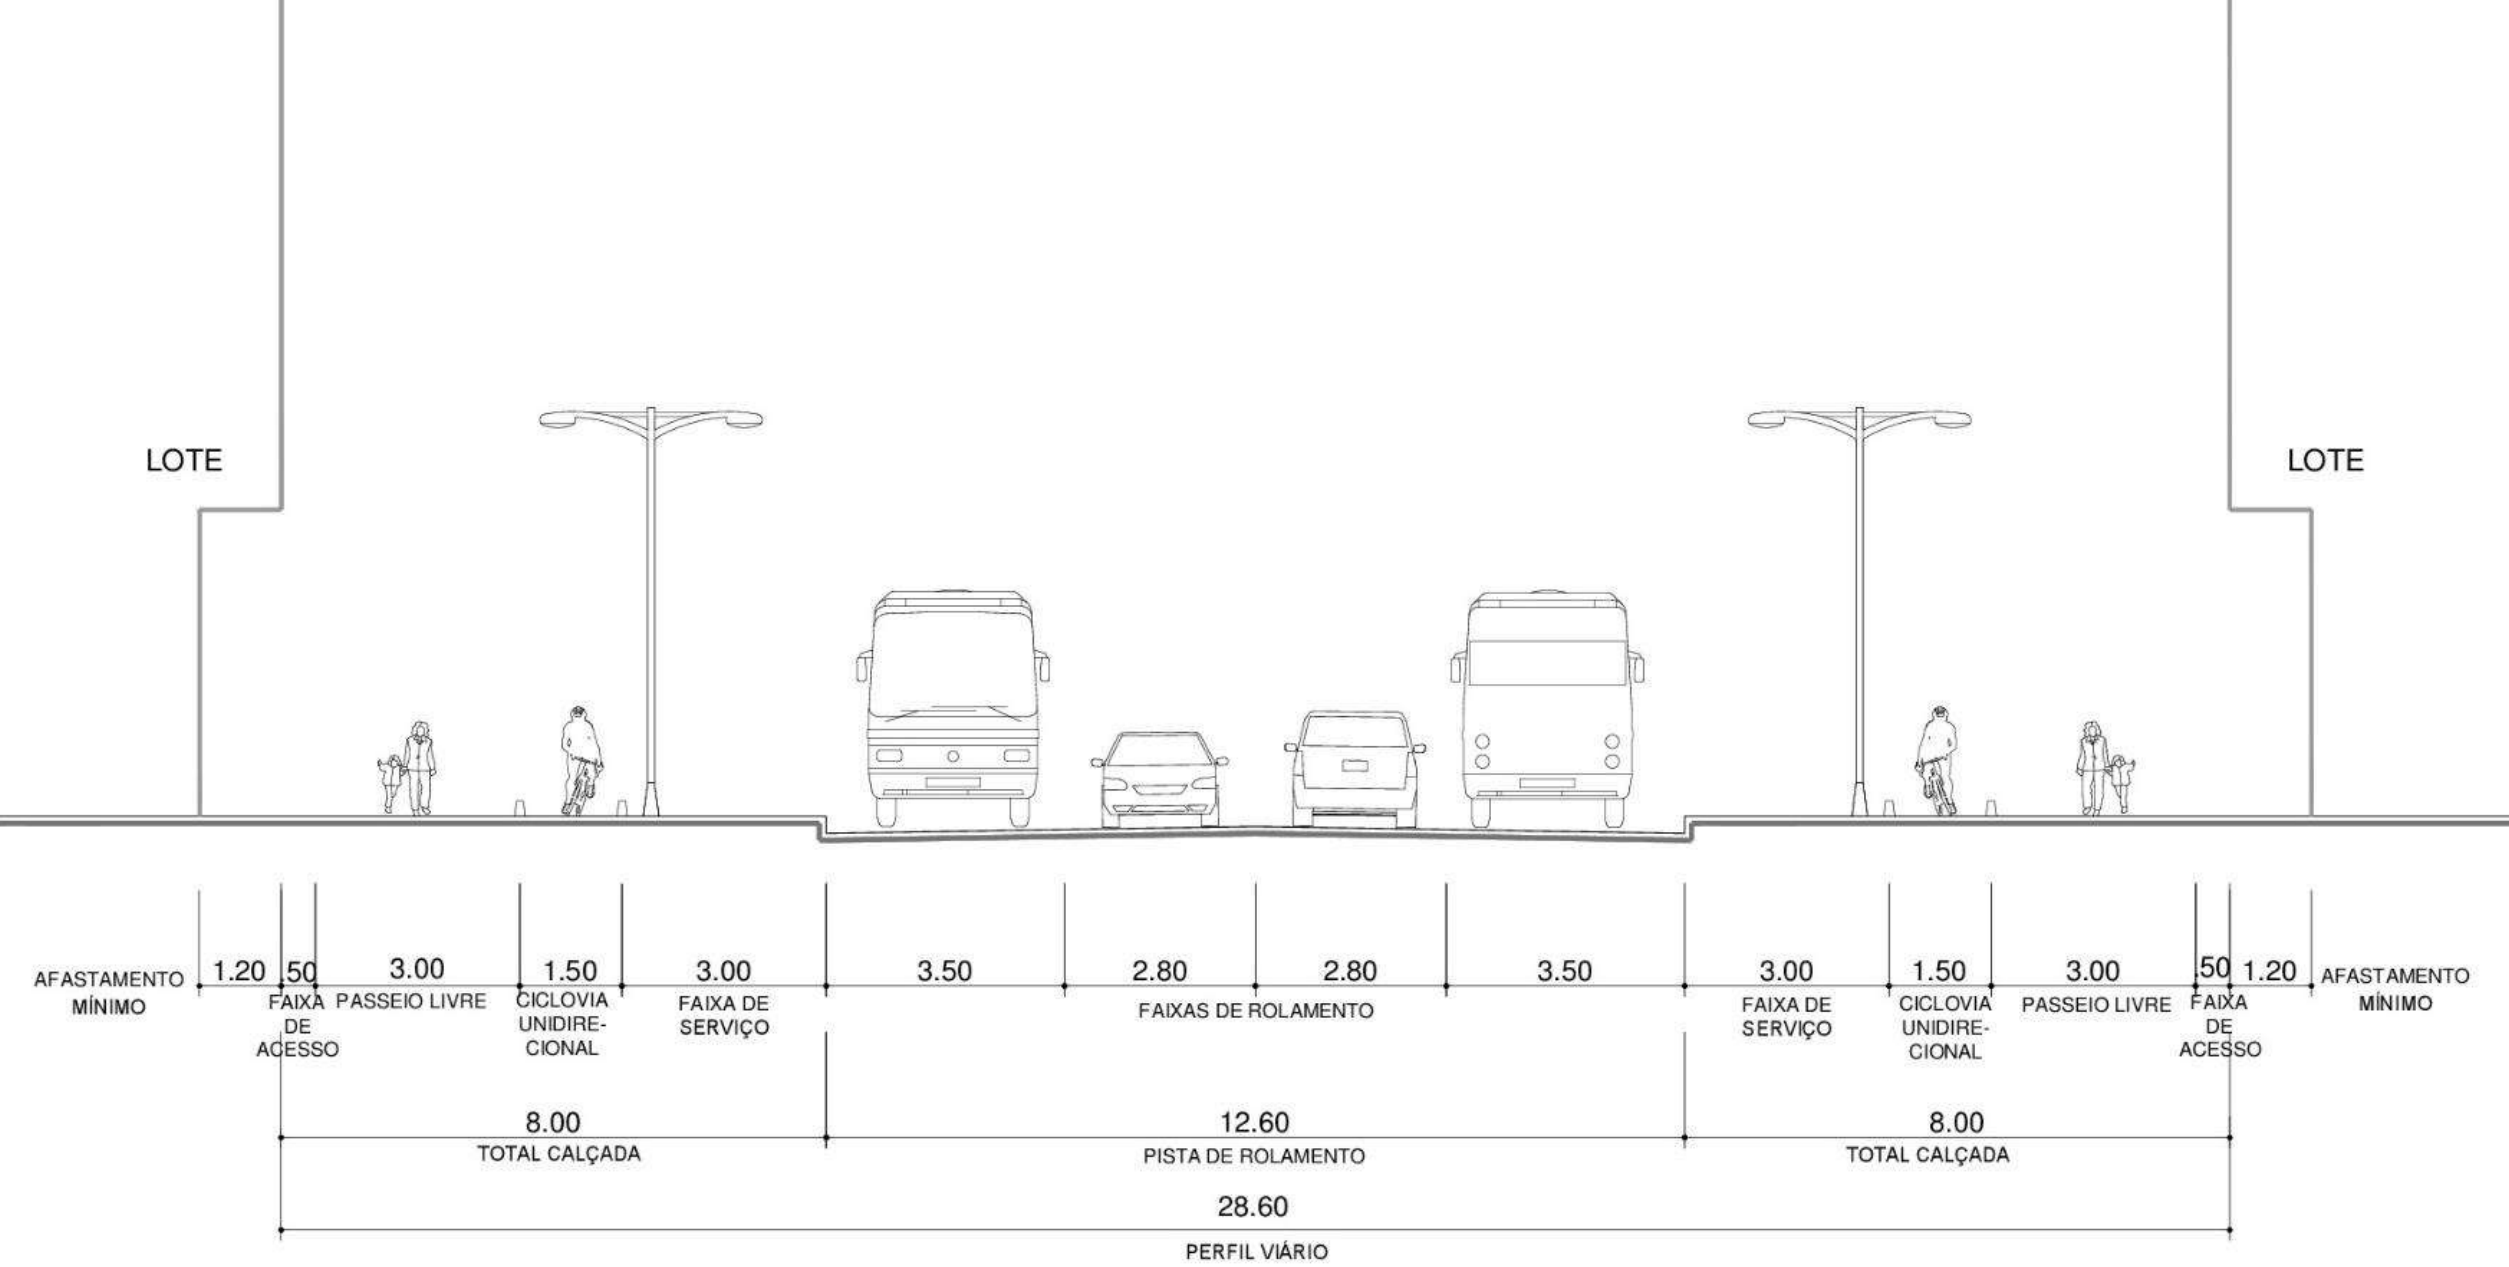 LOTE
LOTE
AFASTAMENTO
MÍNIMO
1.20
.50
3.00
1.50
3.00
3.50
2.80
2.80
3.50
3.00
1.50
3.00
.50
1.20
AFASTAMENTO
MÍNIMO
FAIXA
DE
ACESSO
PASSEIO LIVRE
CICLOVIA
UNIDIRE-
CIONAL
FAIXA DE
SERVIÇO
FAIXAS DE ROLAMENTO
FAIXA DE
SERVIÇO
CICLOVIA
UNIDIRE-
CIONAL
PASSEIO LIVRE
FAIXA
DE
ACESSO
8.00
TOTAL CALÇADA
12.60
PISTA DE ROLAMENTO
8.00
TOTAL CALÇADA
28.60
PERFIL VIÁRIO